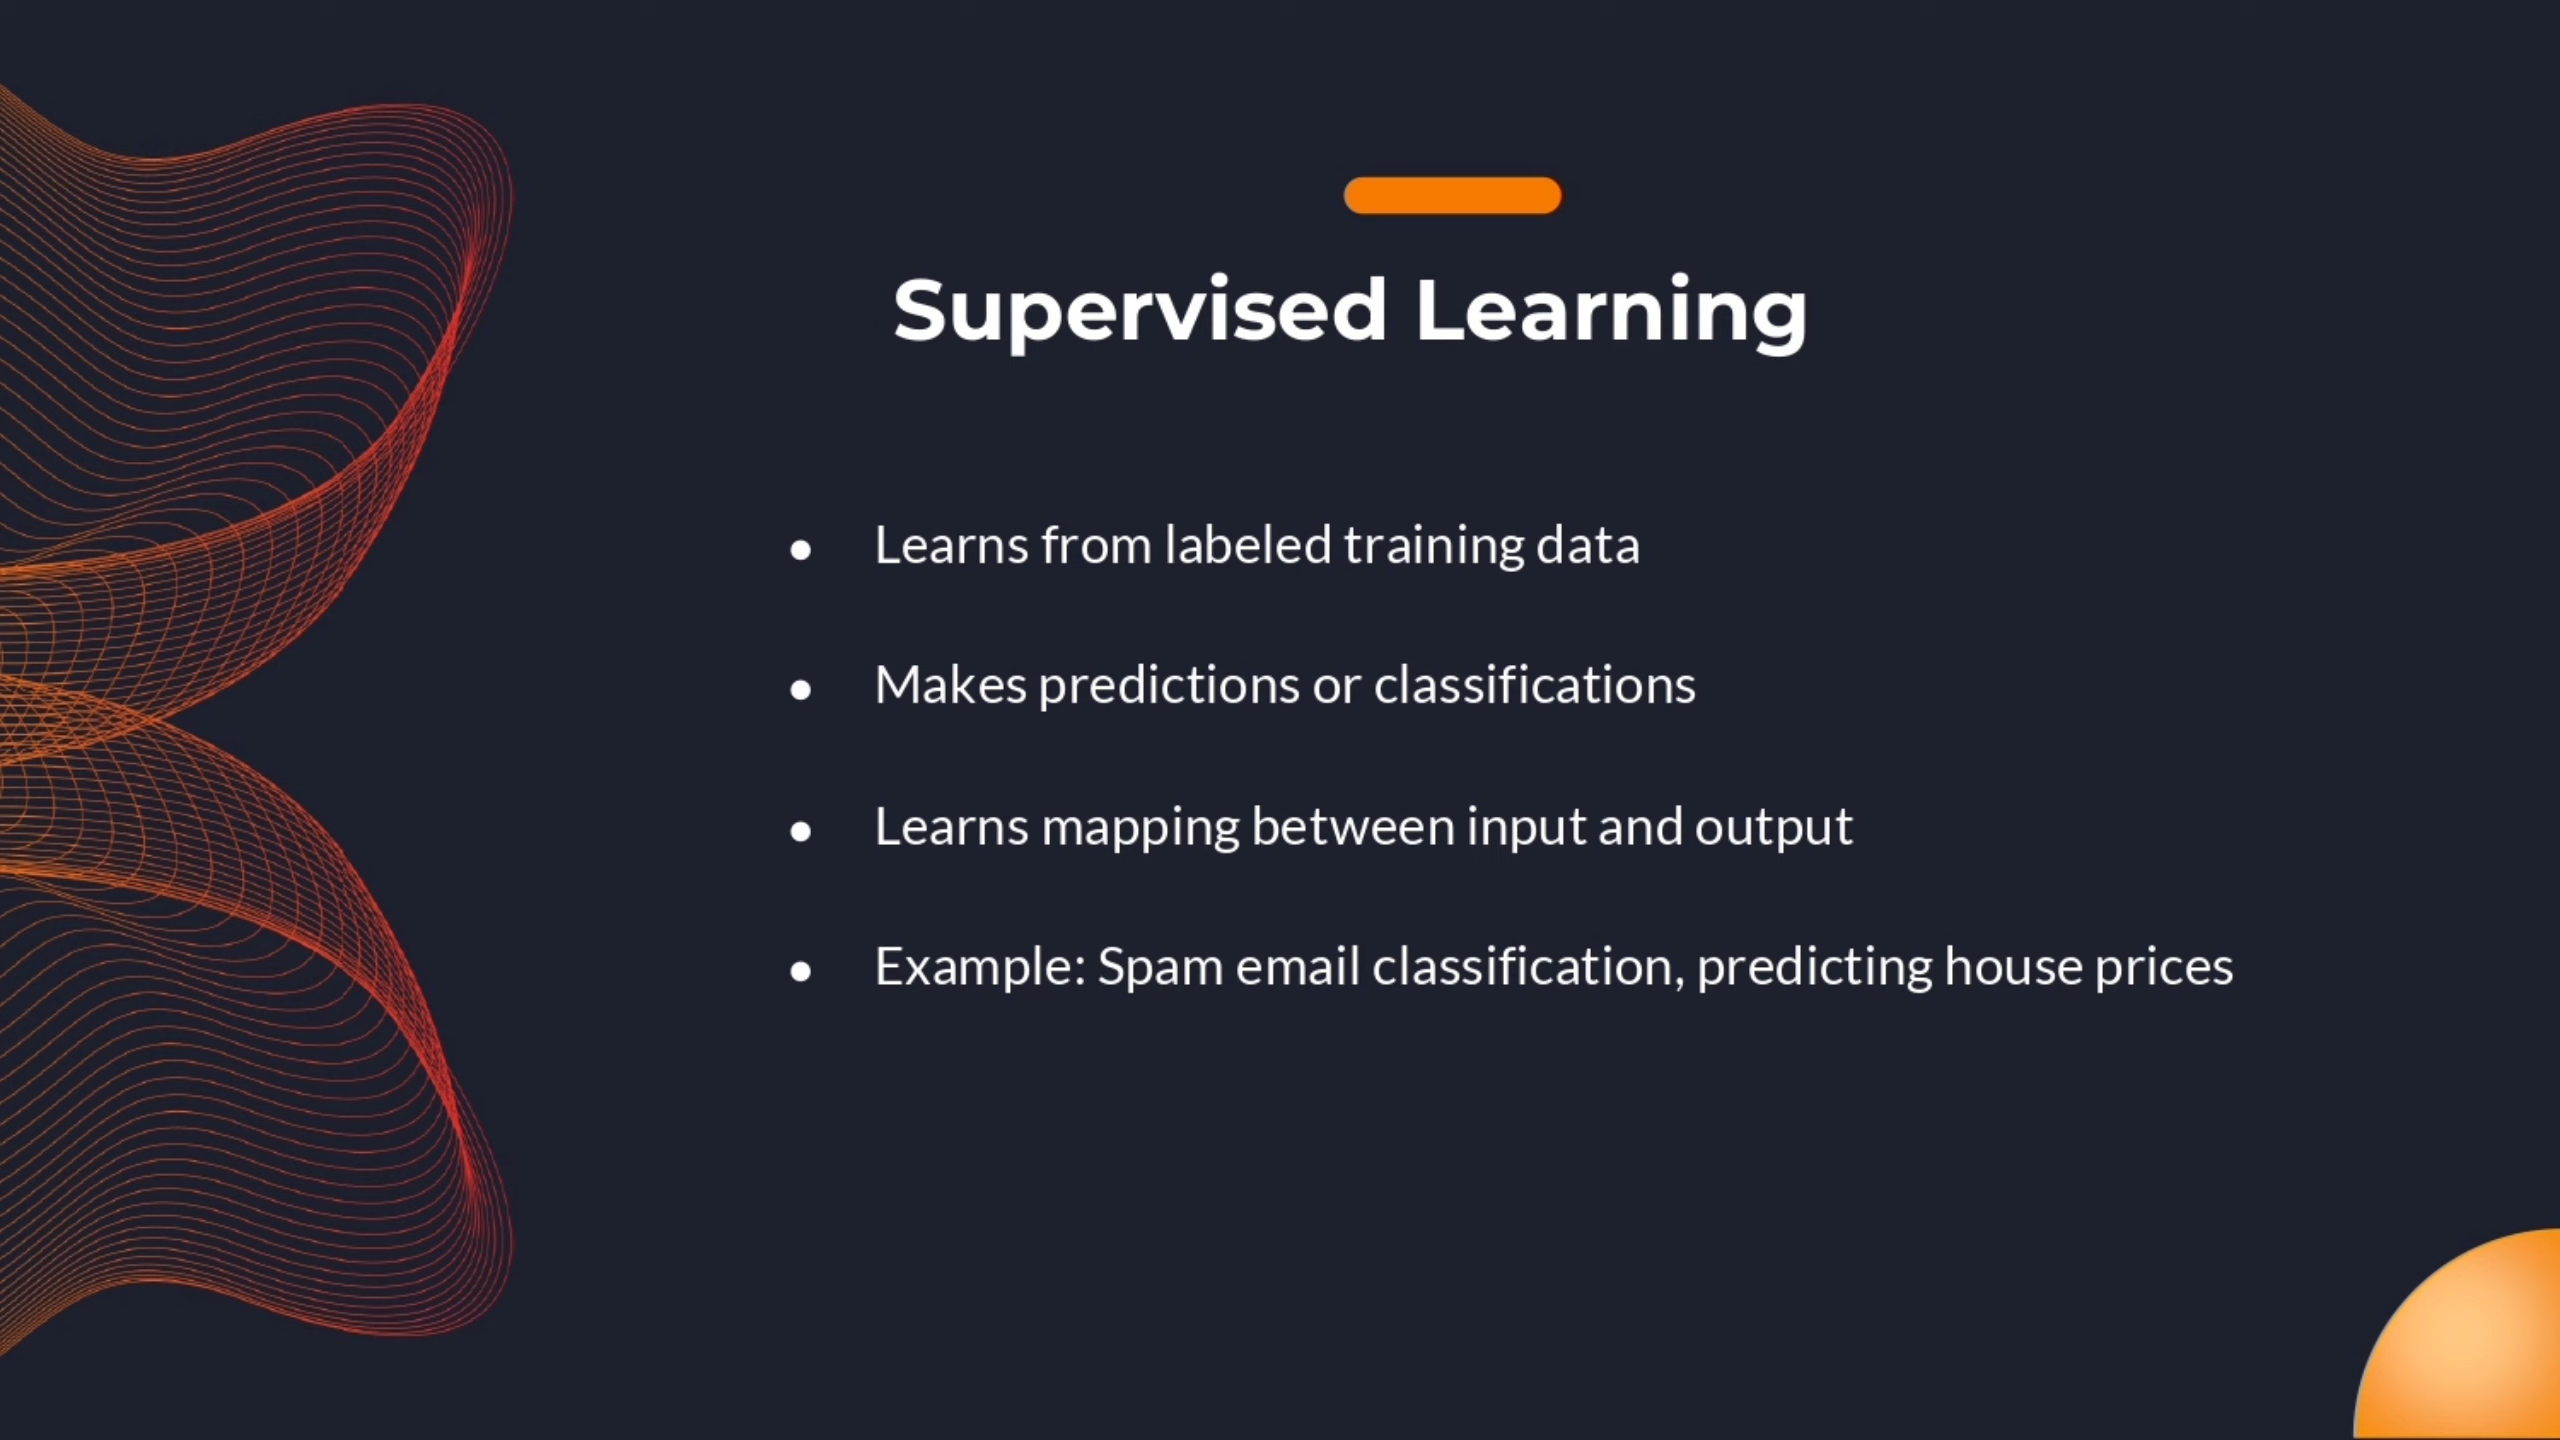 Supervised Learning
● Learns from labeled training data
● Makes predictions or classifications
● Learns mapping between input and output
● Example: Spam email classification, predicting house prices